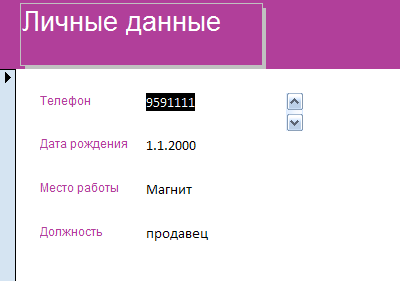 Личные данные
Телефон 9591111
Дата рождения 1.1.2000
Место работы Магнит
Должность продавец